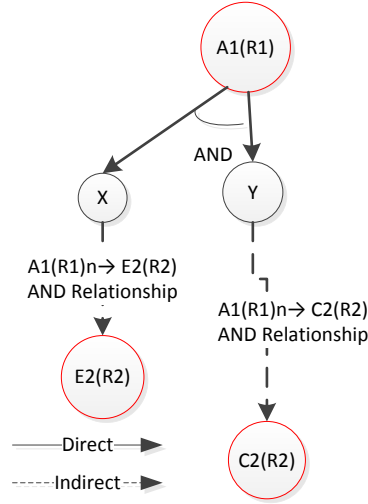 A1(R1)
AND
X
Y
A1(R1)n→ E2(R2)
AND Relationship
A1(R1)n→ C2(R2)
AND Relationship
E2(R2)
Direct
C2(R2)
Indirect